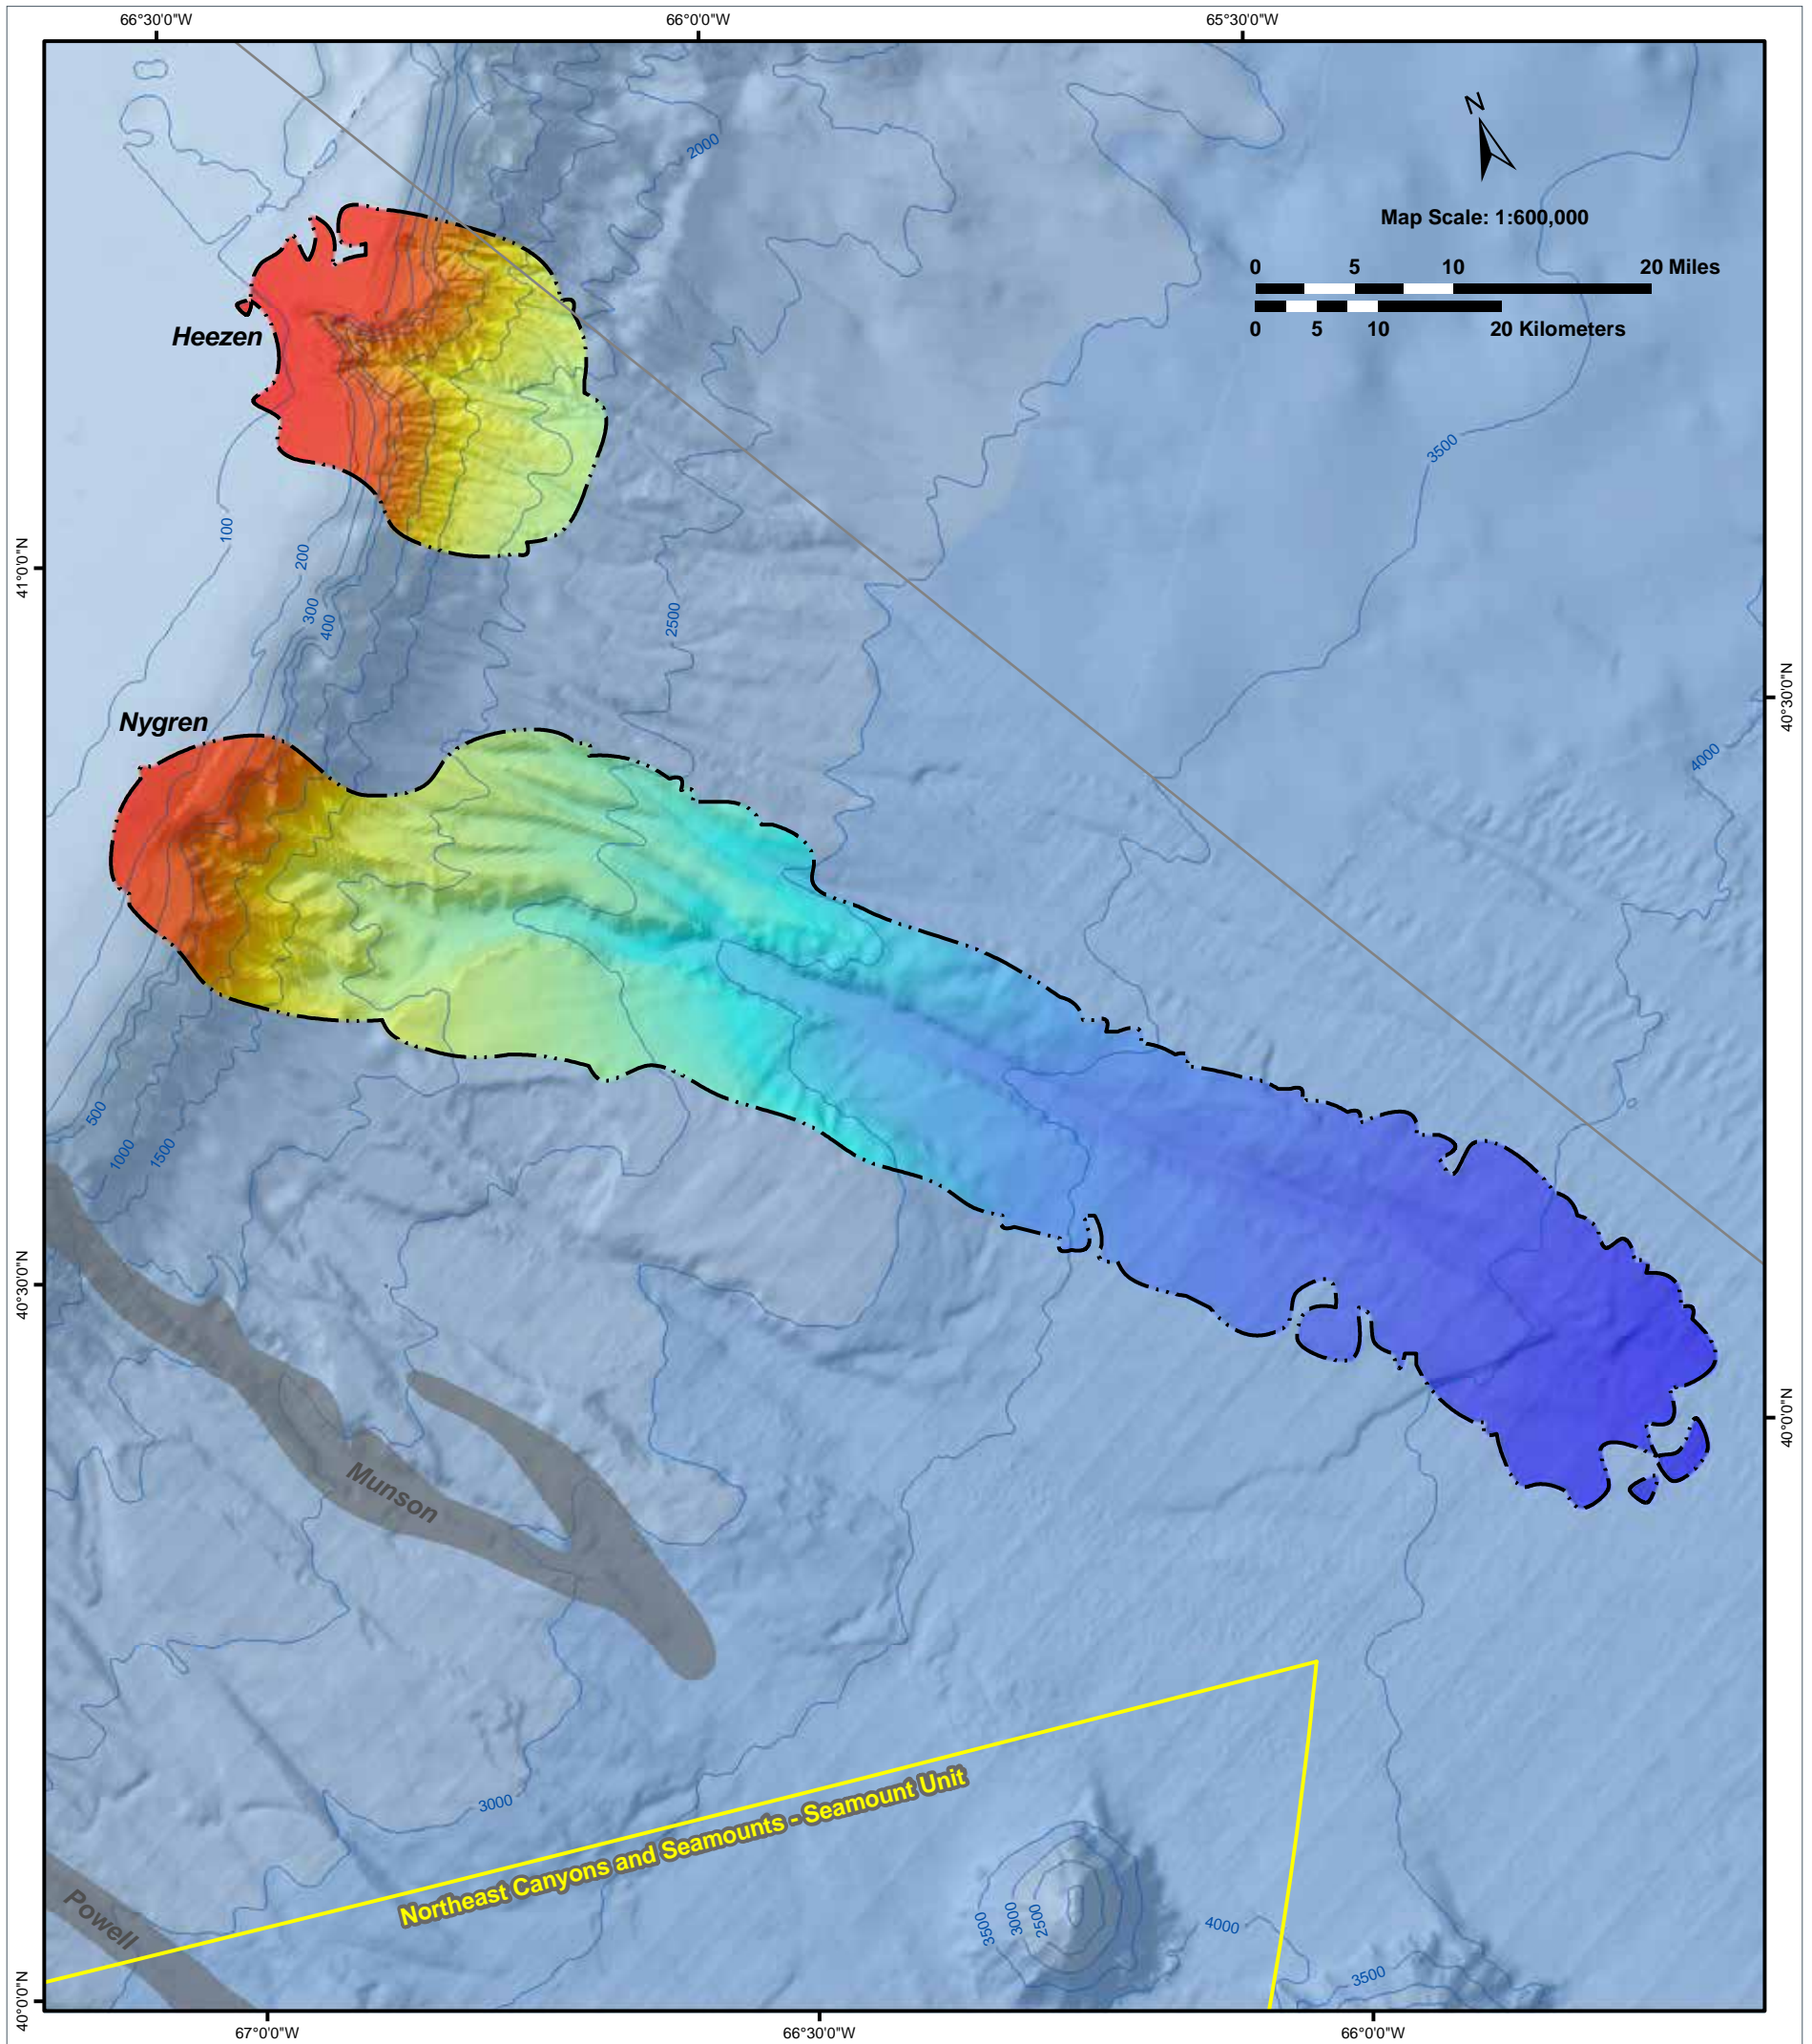 66°30'0"W
66°0'0"W
65°30'0"W
N
2000
Map Scale: 1:600,000
0 5 10 20 Miles
0 5 10 20 Kilometers
Heezen
3500
100
200
41°0'0"N
300
400
2500
40°30'0"N
Nygren
4000
500
1000
1500
40°30'0"N
40°0'0"N
Munson
3000
Northeast Canyons and Seamounts - Seamount Unit
Powell
3500
3000
2500
4000
3500
40°0'0"N
67°0'0"W
66°30'0"W
66°0'0"W